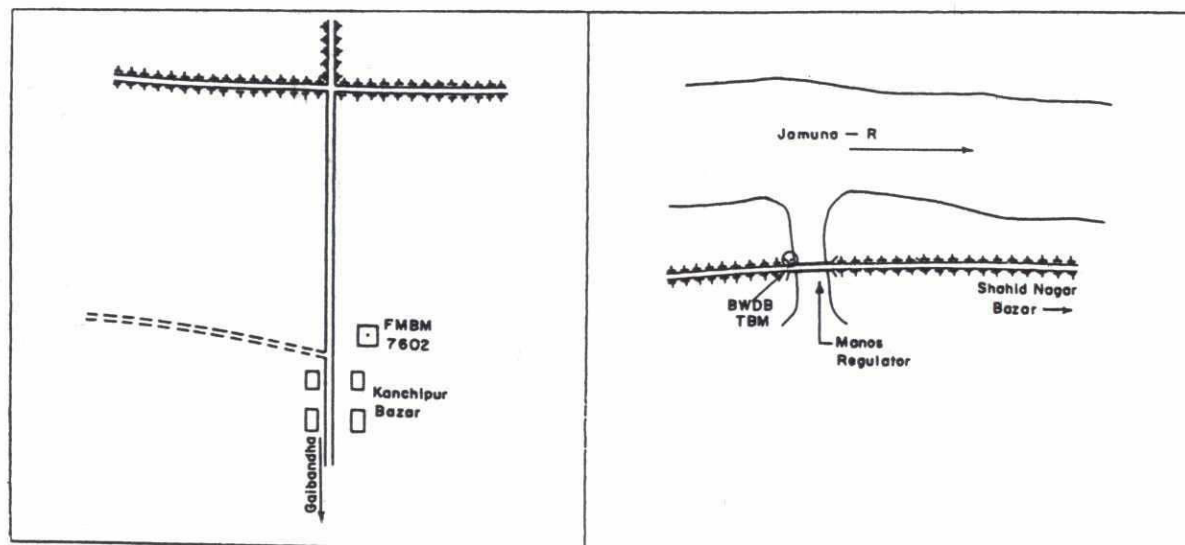 FMBM
7602
Kanchipur
Bazar
Gaibandha
Jamuna — R
BWDB
TBM
Manos
Regulator
Shahid Nagar
Bazar